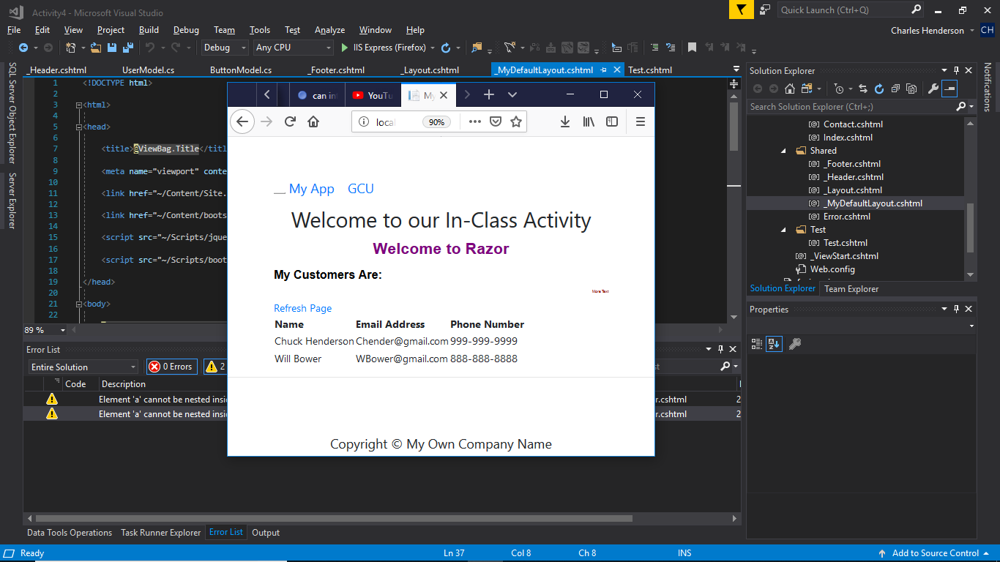 Activity4 - Microsoft Visual Studio
Quick Launch (Ctrl+Q)
File Edit View Project Build Debug Team Tools Test Analyze Window Help
Charles Henderson CH
Debug Any CPU IIS Express (Firefox)
_Header.cshtml UserModel.cs ButtonModel.cs _Footer.cshtml _Layout.cshtml _MyDefaultLayout.cshtml Test.cshtml
SQL Server Object Explorer
Server Explorer
1 <!DOCTYPE html>
2
3 <html>
4
5 <head>
6
7 <title>@ViewBag.Title</titl
8
9 <meta name="viewport" conte
10
11 <link href="~/Content/Site.
12
13 <link href="~/Content/boots
14
15 <script src="~/Scripts/jque
16
17 <script src="~/Scripts/boot
18
19 </head>
20
21 <body>
22
89 %
can in
YouTu
My
local
90%
My App GCU
Welcome to our In-Class Activity
Welcome to Razor
My Customers Are:
More Text
Refresh Page
Name Email Address Phone Number
Chuck Henderson Chender@gmail.com 999-999-9999
Will Bower WBower@gmail.com 888-888-8888
Copyright © My Own Company Name
Solution Explorer
Search Solution Explorer (Ctrl+;)
Contact.cshtml
Index.cshtml
Shared
_Footer.cshtml
_Header.cshtml
_Layout.cshtml
_MyDefaultLayout.cshtml
Error.cshtml
Test
Test.cshtml
_ViewStart.cshtml
Web.config
Solution Explorer Team Explorer
Properties
Notifications
Error List
Entire Solution 0 Errors 2
Code Description
Element 'a' cannot be nested insi r.cshtml 2
Element 'a' cannot be nested insi r.cshtml 2
Data Tools Operations Task Runner Explorer Error List Output
Ready Ln 37 Col 8 Ch 8 INS Add to Source Control